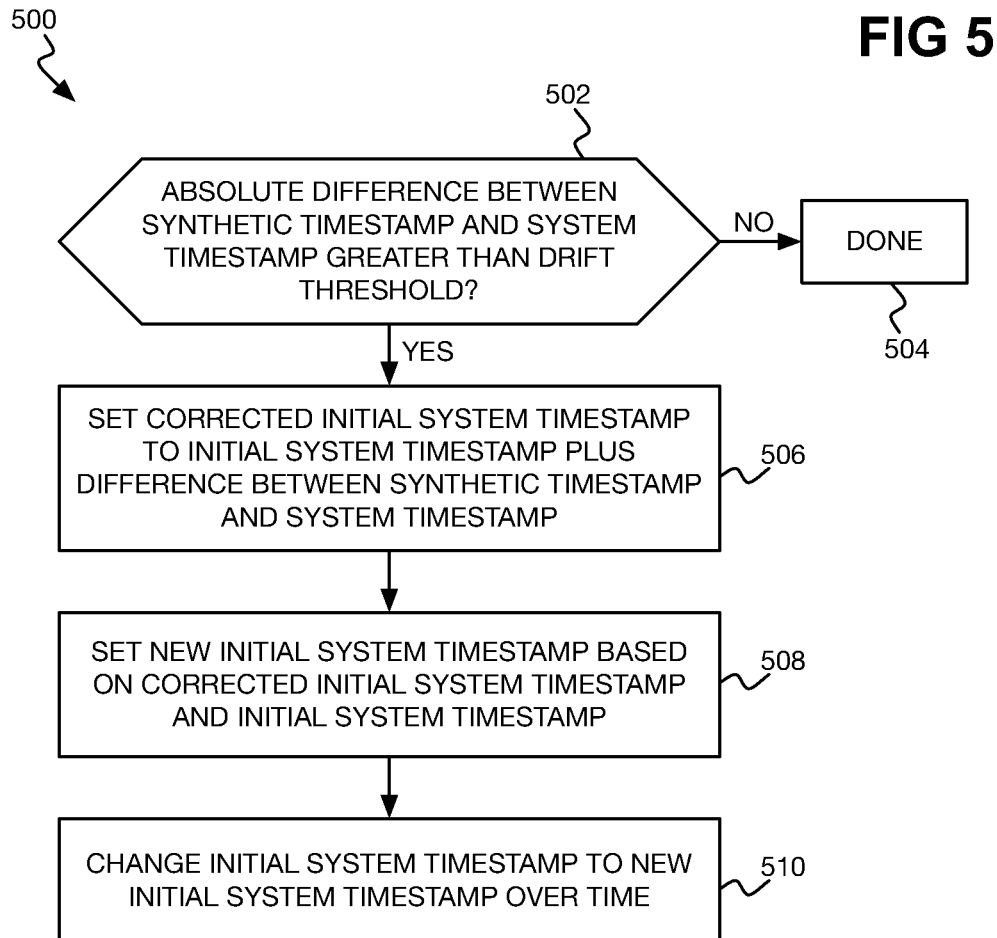 500
FIG 5
502
ABSOLUTE DIFFERENCE BETWEEN
SYNTHETIC TIMESTAMP AND SYSTEM
TIMESTAMP GREATER THAN DRIFT
THRESHOLD?
NO
DONE
504
YES
SET CORRECTED INITIAL SYSTEM TIMESTAMP
TO INITIAL SYSTEM TIMESTAMP PLUS
DIFFERENCE BETWEEN SYNTHETIC TIMESTAMP
AND SYSTEM TIMESTAMP
506
SET NEW INITIAL SYSTEM TIMESTAMP BASED
ON CORRECTED INITIAL SYSTEM TIMESTAMP
AND INITIAL SYSTEM TIMESTAMP
508
CHANGE INITIAL SYSTEM TIMESTAMP TO NEW
INITIAL SYSTEM TIMESTAMP OVER TIME
510